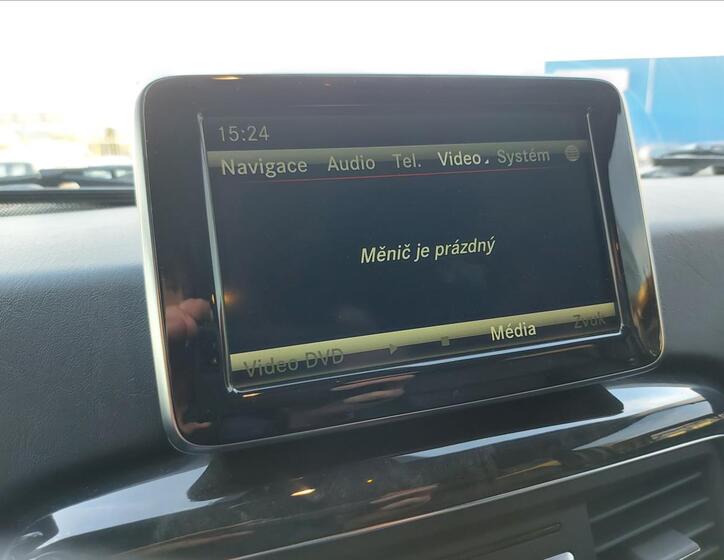 15:24
Navigace Audio Tel. Video Systém
Měnič je prázdný
Video DVD Média Zvuk